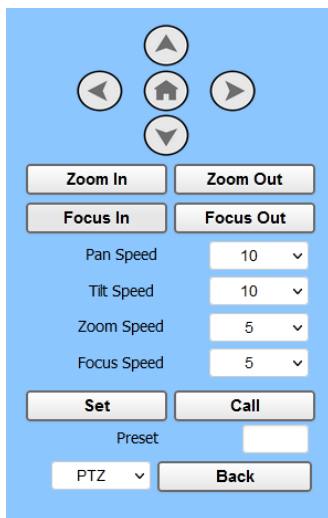 Zoom In Zoom Out
Focus In Focus Out
Pan Speed 10
Tilt Speed 10
Zoom Speed 5
Focus Speed 5
Set Call
Preset
PTZ Back